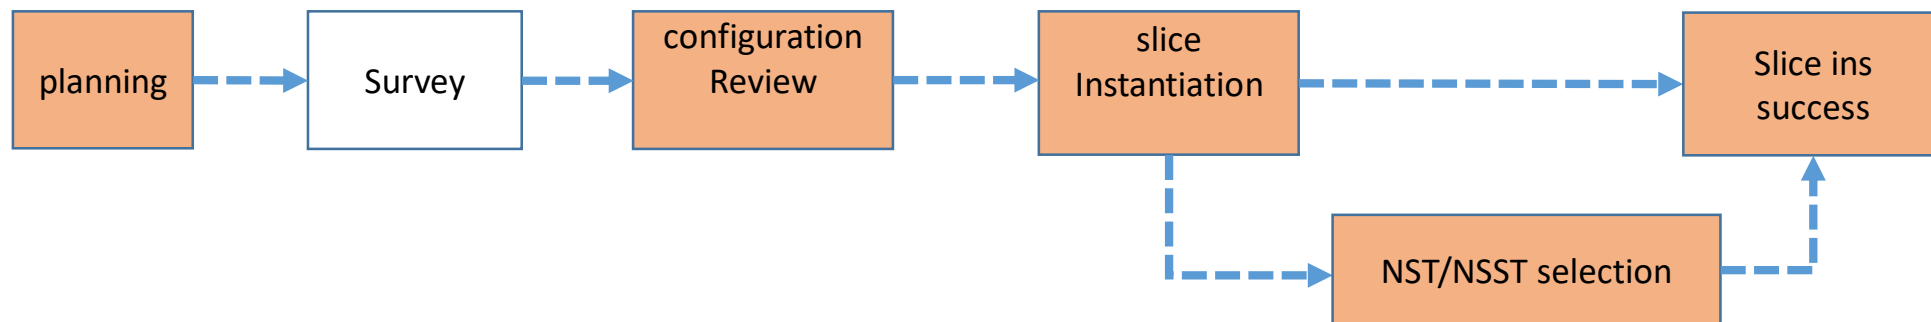 planning
Survey
configuration
Review
slice
Instantiation
Slice ins
success
NST/NSST selection